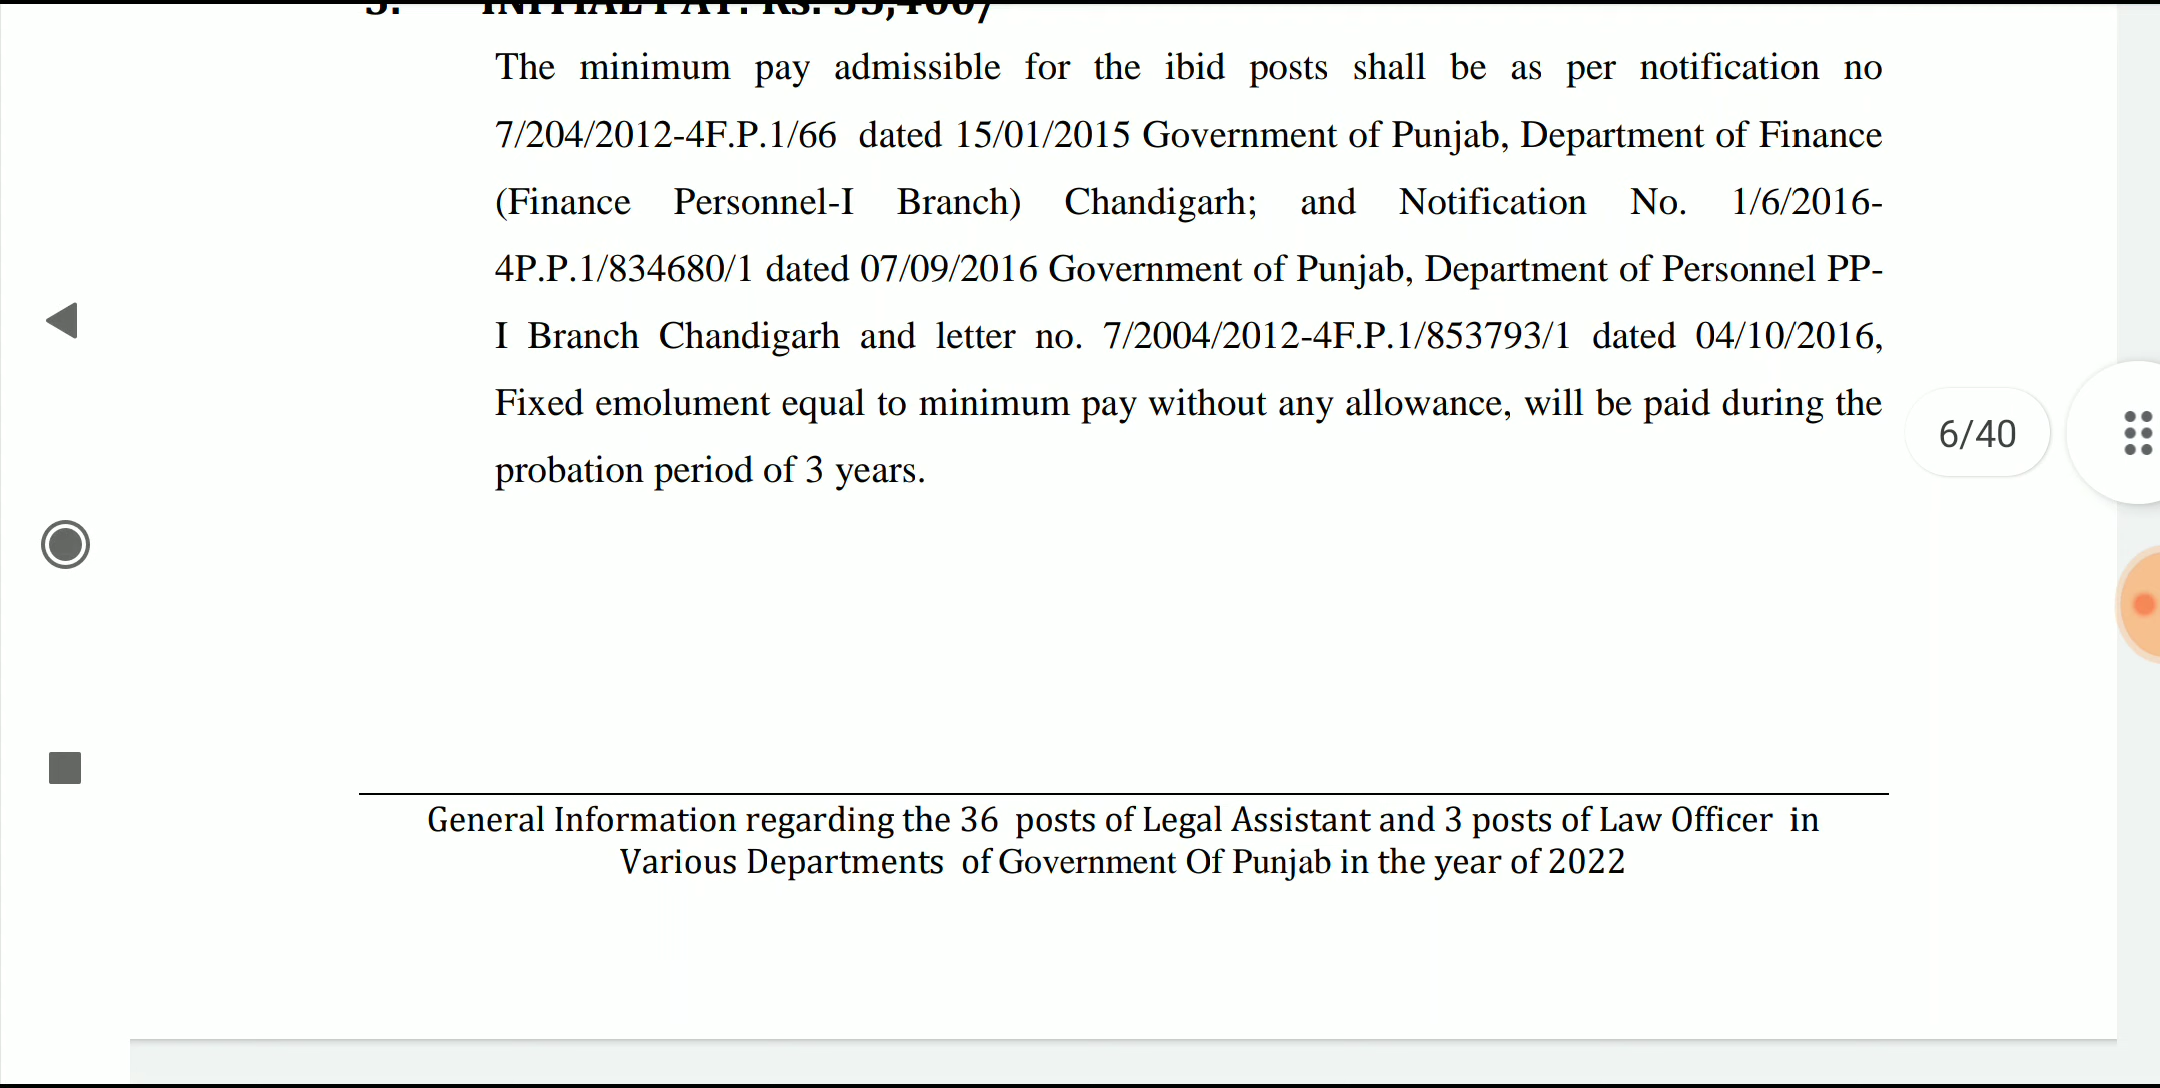 3. INITIAL PAY: Rs. 35,400/
The minimum pay admissible for the ibid posts shall be as per notification no
7/204/2012-4F.P.1/66 dated 15/01/2015 Government of Punjab, Department of Finance
(Finance Personnel-I Branch) Chandigarh; and Notification No. 1/6/2016-
4P.P.1/834680/1 dated 07/09/2016 Government of Punjab, Department of Personnel PP-
I Branch Chandigarh and letter no. 7/2004/2012-4F.P.1/853793/1 dated 04/10/2016,
Fixed emolument equal to minimum pay without any allowance, will be paid during the
probation period of 3 years.
6/40
General Information regarding the 36 posts of Legal Assistant and 3 posts of Law Officer in
Various Departments of Government Of Punjab in the year of 2022